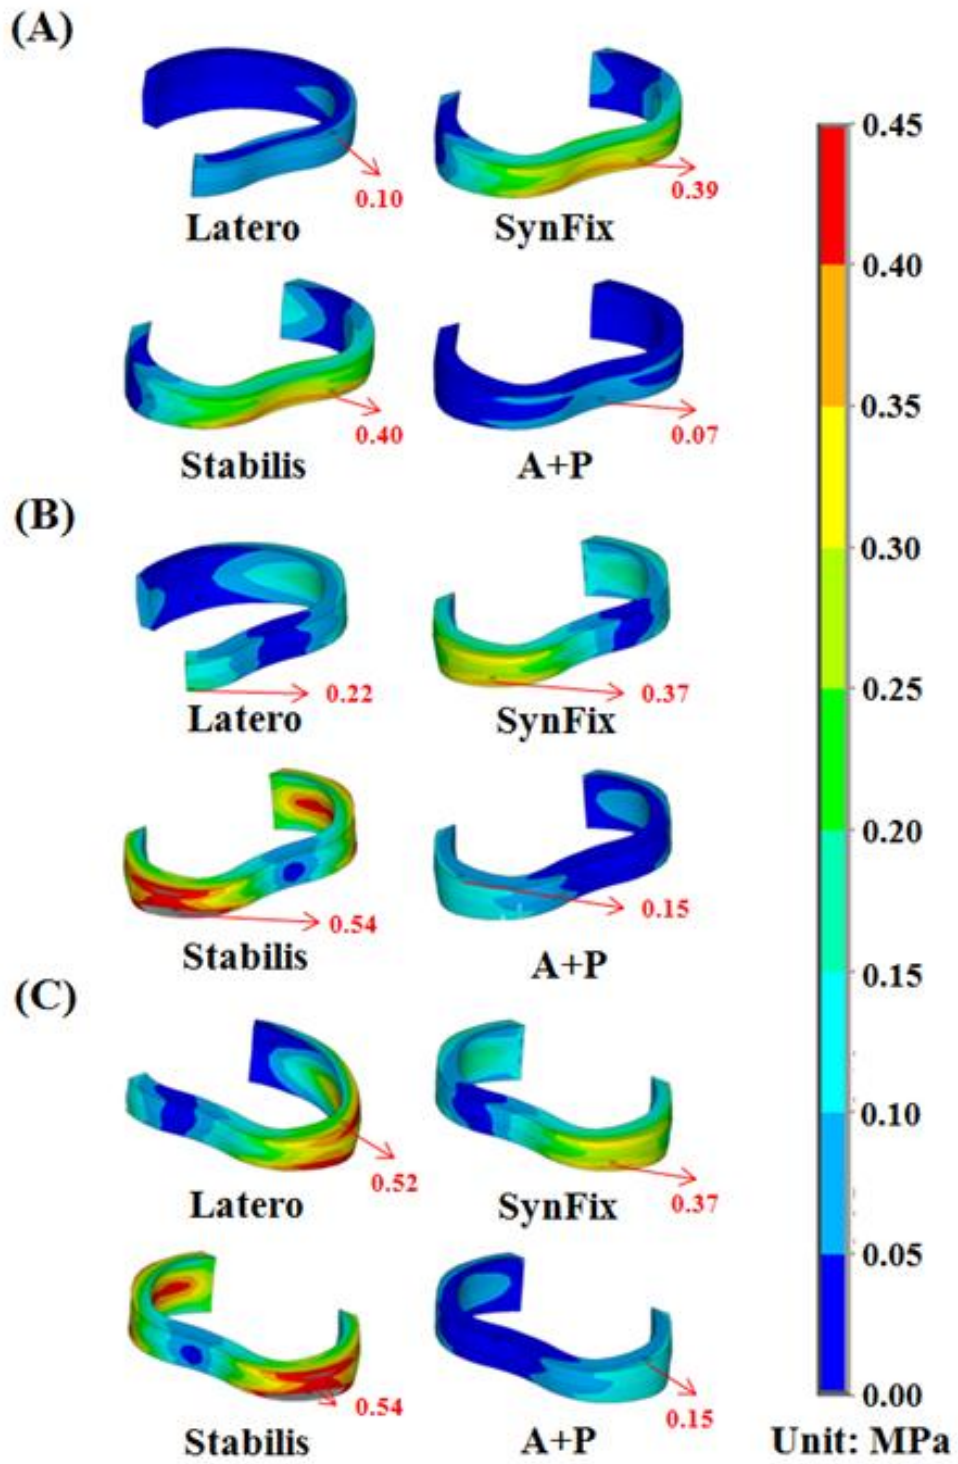 (A)
0.10
0.39
Latero
SynFix
0.40
0.07
Stabilis
A+P
(B)
0.22
0.37
Latero
SynFix
0.54
0.15
Stabilis
A+P
(C)
0.52
0.37
Latero
SynFix
0.54
0.15
Stabilis
A+P
0.45
0.40
0.35
0.30
0.25
0.20
0.15
0.10
0.05
0.00
Unit: MPa